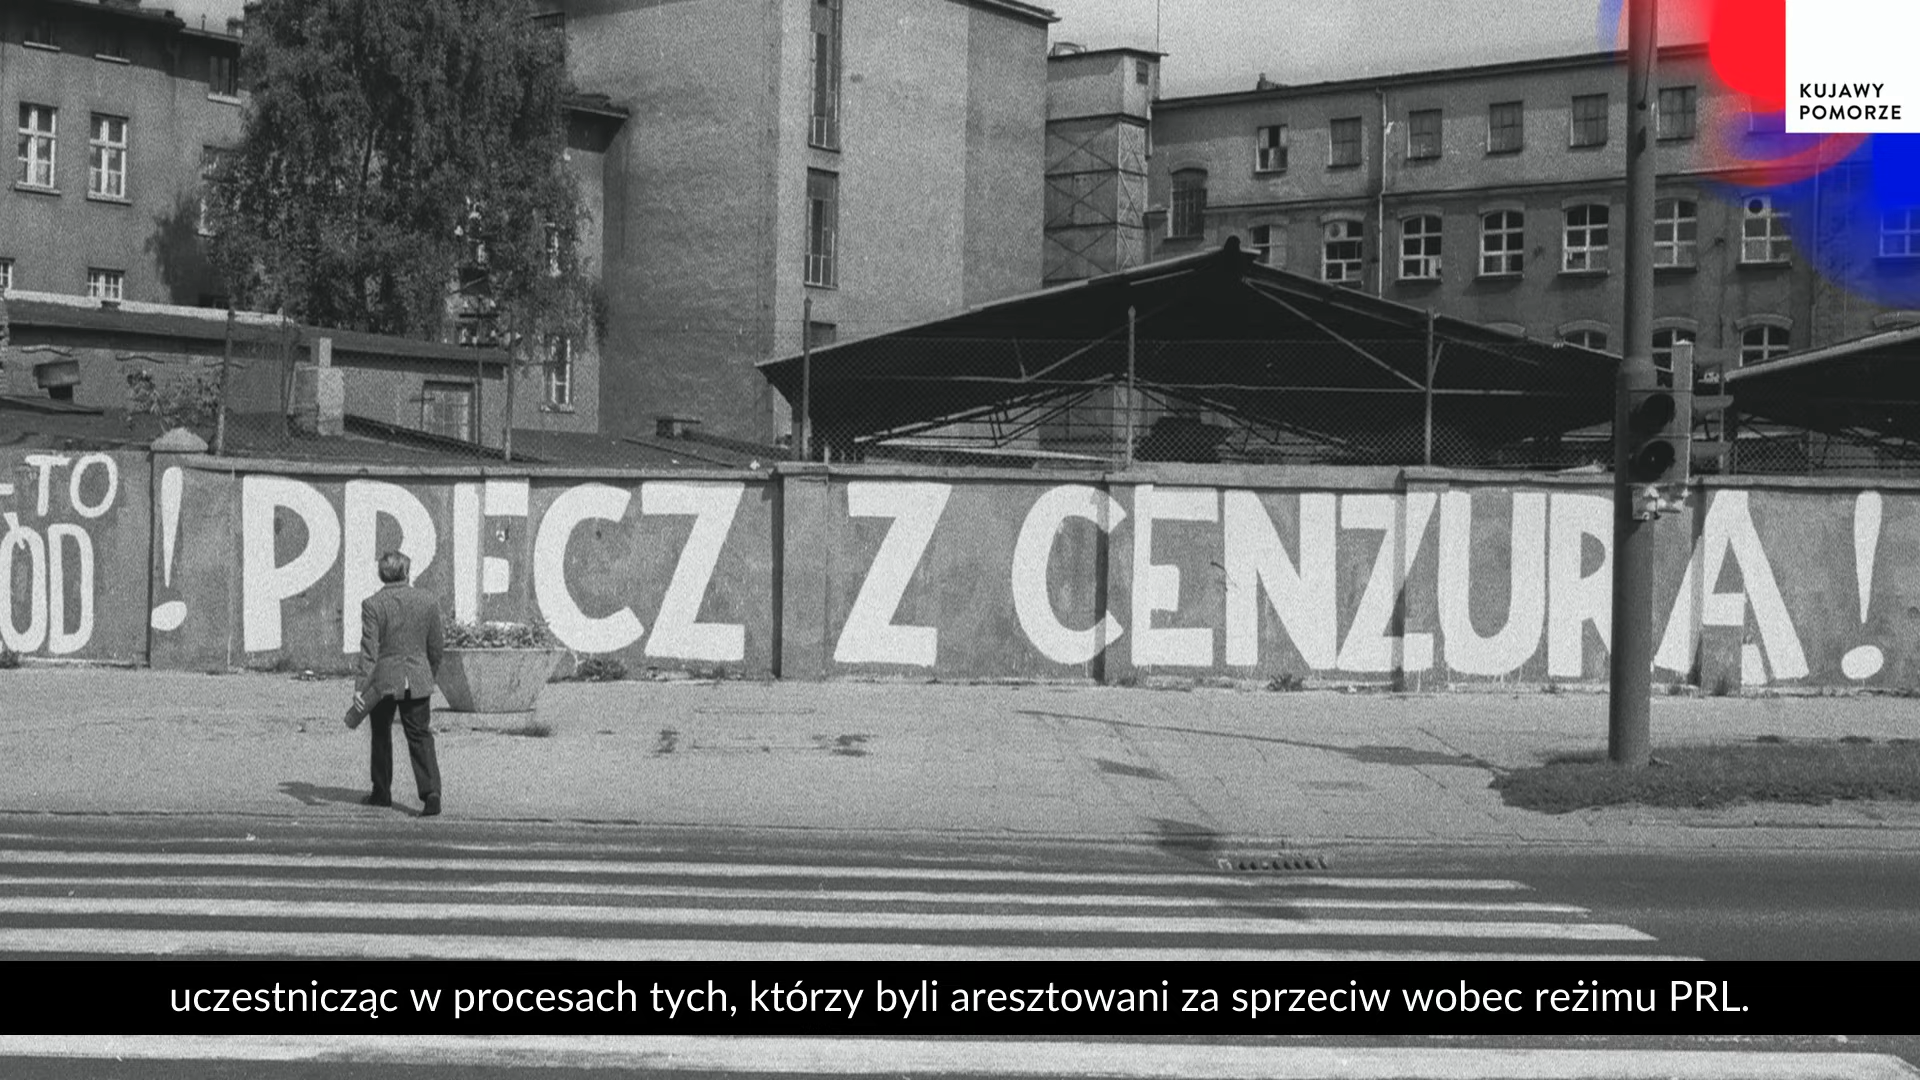 KUJAWY
POMORZE
TO
ÓD
! PRECZ Z CENZURĄ !
uczestnicząc w procesach tych, którzy byli aresztowani za sprzeciw wobec reżimu PRL.